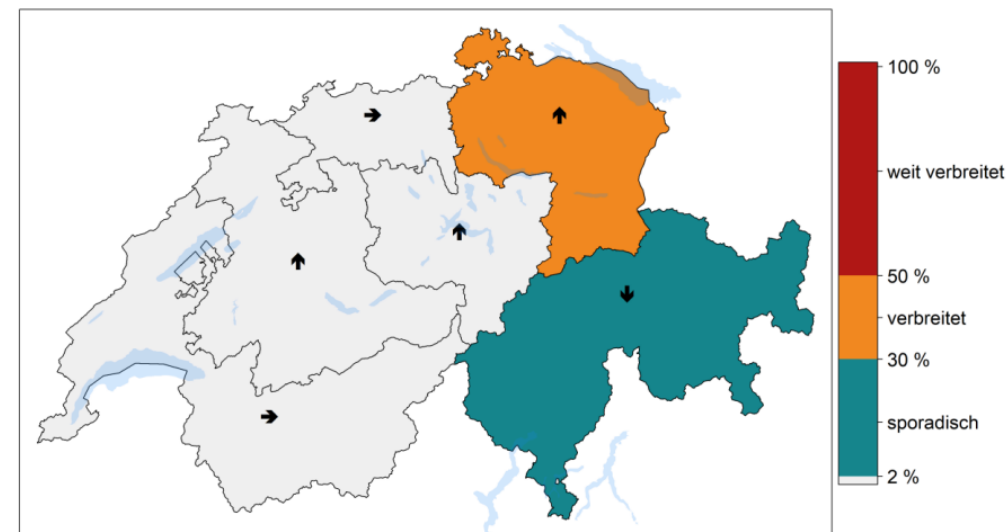 100 %
weit verbreitet
50 %
verbreitet
30 %
sporadisch
2 %